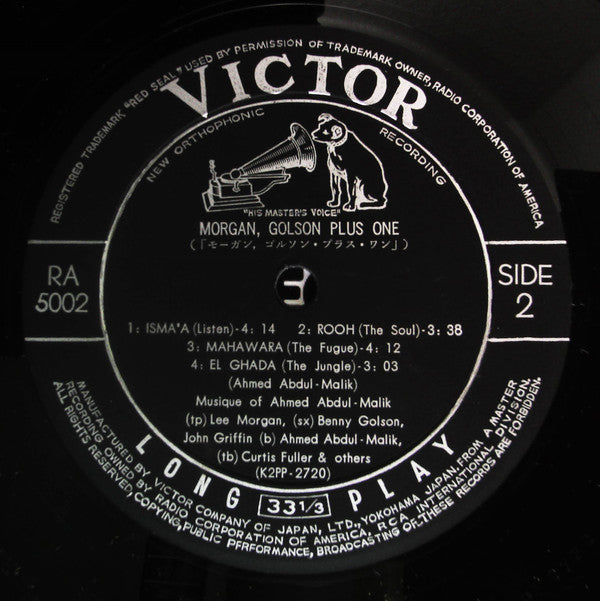 REGISTERED TRADEMARK "RED SEAL" USED BY PERMISSION OF TRADEMARK OWNER, RADIO CORPORATION OF AMERICA
VICTOR
NEW ORTHOPHONIC RECORDING
"HIS MASTER'S VOICE"
MORGAN, GOLSON PLUS ONE
(「モーガン, ゴルソン・プラス・ワン」)
RA
5002
SIDE
2
1: ISMA'A (Listen)-4: 14 2: ROOH (The Soul)-3: 38
3: MAHAWARA (The Fugue)-4: 12
4: EL GHADA (The Jungle)-3: 03
(Ahmed Abdul-Malik)
Musique of Ahmed Abdul-Malik
(tp) Lee Morgan, (sx) Benny Golson,
John Griffin (b) Ahmed Abdul-Malik,
(tb) Curtis Fuller & others
(K2PP-2720)
LONG 33 1/3 PLAY
MANUFACTURED BY VICTOR COMPANY OF JAPAN, LTD., YOKOHAMA JAPAN. FROM A MASTER
RECORDING OWNED BY RADIO CORPORATION OF AMERICA, RCA INTERNATIONAL DIVISION.
ALL RIGHTS RESERVED, COPYING, PUBLIC PERFORMANCE, BROADCASTING OF THESE RECORDS ARE FORBIDDEN.